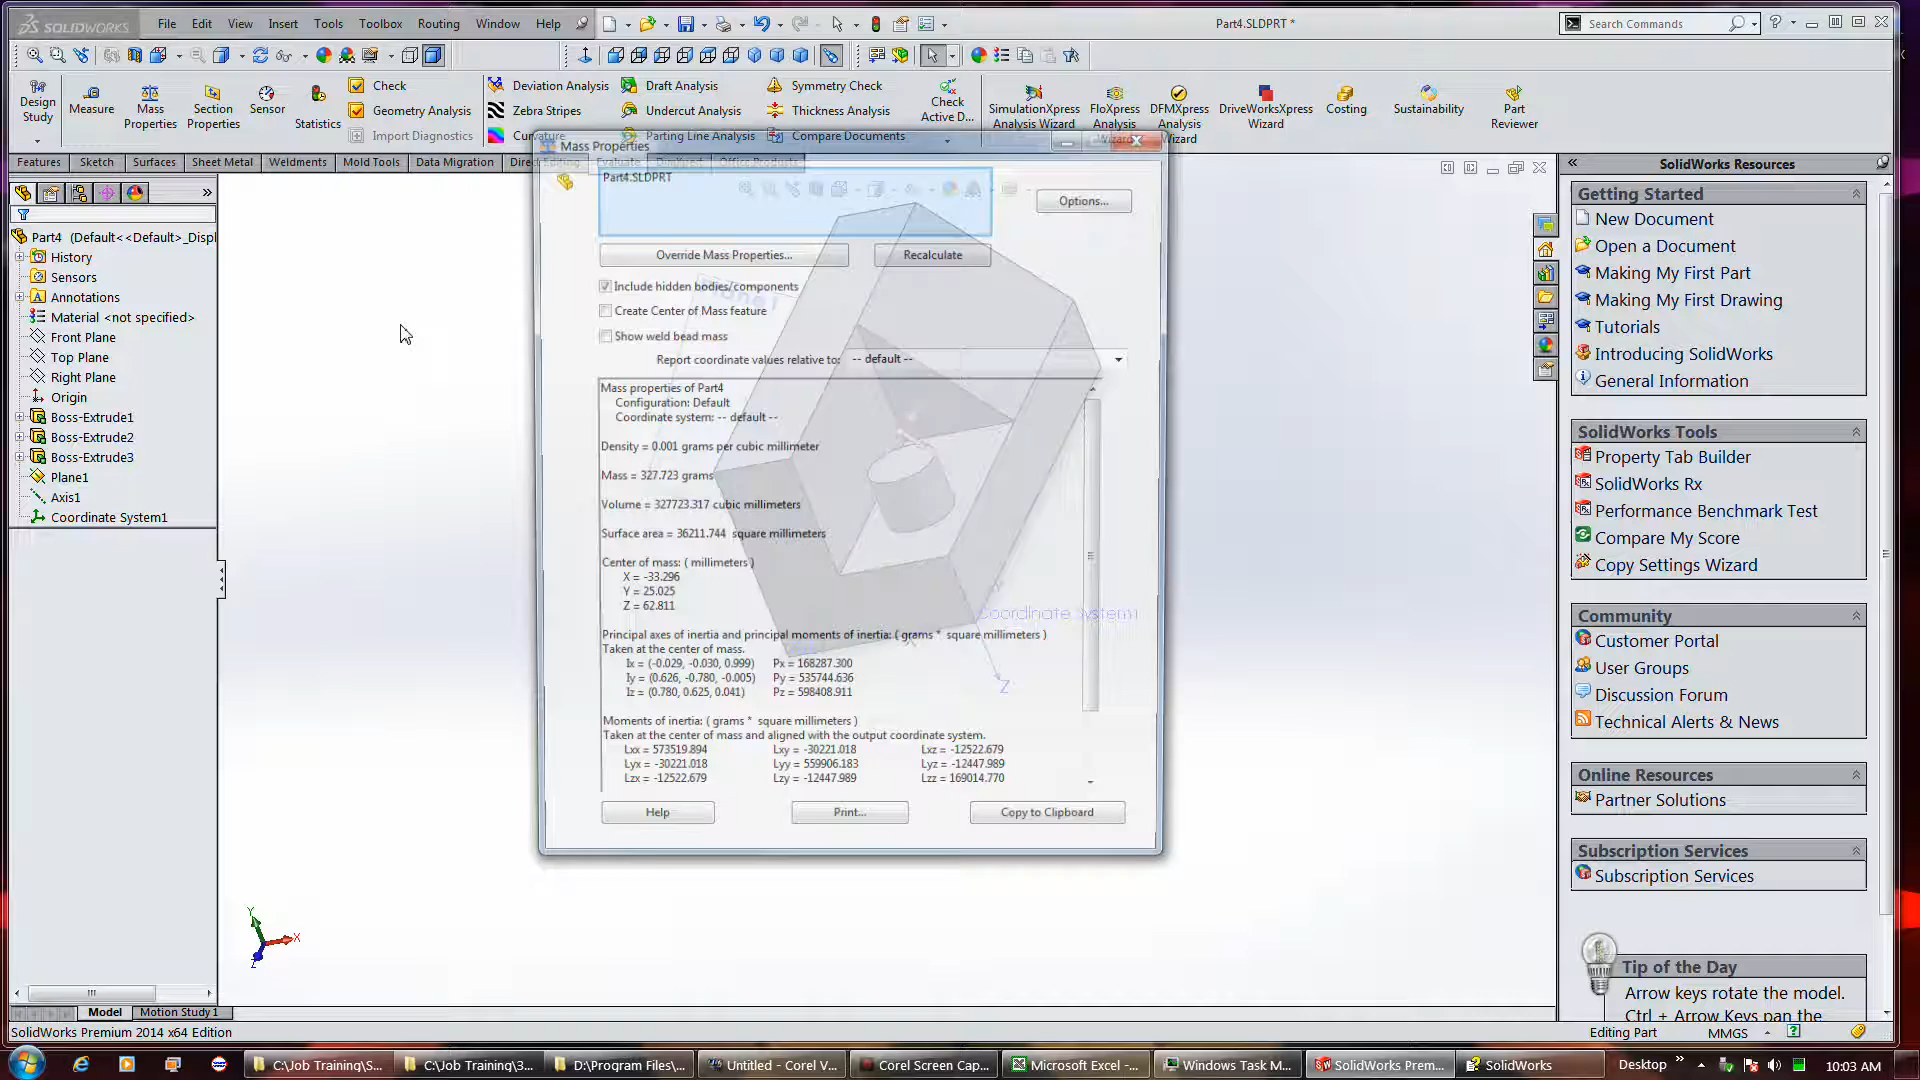 SOLIDWORKS File Edit View Insert Tools Toolbox Routing Window Help Part4.SLDPRT * Search Commands
Design Study
Measure
Mass Properties
Section Properties
Sensor
Statistics
Check
Geometry Analysis
Import Diagnostics
Deviation Analysis
Zebra Stripes
Draft Analysis
Undercut Analysis
Parting Line Analysis
Symmetry Check
Thickness Analysis
Compare Documents
Check Active D...
SimulationXpress Analysis Wizard
FloXpress Analysis Wizard
DFMXpress Analysis Wizard
DriveWorksXpress Wizard
Costing
Sustainability
Part Reviewer
Features Sketch Surfaces Sheet Metal Weldments Mold Tools Data Migration Direct Editing Evaluate DimXpert Office Products
Part4 (Default<<Default>_Displ
History
Sensors
Annotations
Material <not specified>
Front Plane
Top Plane
Right Plane
Origin
Boss-Extrude1
Boss-Extrude2
Boss-Extrude3
Plane1
Axis1
Coordinate System1
Mass Properties
Part4.SLDPRT
Options...
Override Mass Properties...
Recalculate
Include hidden bodies/components
Create Center of Mass feature
Show weld bead mass
Report coordinate values relative to: -- default --
Mass properties of Part4
Configuration: Default
Coordinate system: -- default --
Density = 0.001 grams per cubic millimeter
Mass = 327.723 grams
Volume = 327723.317 cubic millimeters
Surface area = 36211.744 square millimeters
Center of mass: ( millimeters )
X = -33.296
Y = 25.025
Z = 62.811
Principal axes of inertia and principal moments of inertia: ( grams * square millimeters )
Taken at the center of mass.
Ix = (-0.029, -0.030, 0.999) Px = 168287.300
Iy = (0.626, -0.780, -0.005) Py = 535744.636
Iz = (0.780, 0.625, 0.041) Pz = 598408.911
Moments of inertia: ( grams * square millimeters )
Taken at the center of mass and aligned with the output coordinate system.
Lxx = 573519.894 Lxy = -30221.018 Lxz = -12522.679
Lyx = -30221.018 Lyy = 559906.183 Lyz = -12447.989
Lzx = -12522.679 Lzy = -12447.989 Lzz = 169014.770
Help Print... Copy to Clipboard
Plane1
Coordinate System1
Z
Y
X
Z
SolidWorks Resources
Getting Started
New Document
Open a Document
Making My First Part
Making My First Drawing
Tutorials
Introducing SolidWorks
General Information
SolidWorks Tools
Property Tab Builder
SolidWorks Rx
Performance Benchmark Test
Compare My Score
Copy Settings Wizard
Community
Customer Portal
User Groups
Discussion Forum
Technical Alerts & News
Online Resources
Partner Solutions
Subscription Services
Subscription Services
Tip of the Day
Arrow keys rotate the model.
Ctrl + Arrow Keys pan the
Model Motion Study 1
SolidWorks Premium 2014 x64 Edition Editing Part MMGS
C:\Job Training\S... C:\Job Training\3... D:\Program Files\... Untitled - Corel V... Corel Screen Cap... Microsoft Excel -... Windows Task M... SolidWorks Prem... SolidWorks Desktop 10:03 AM